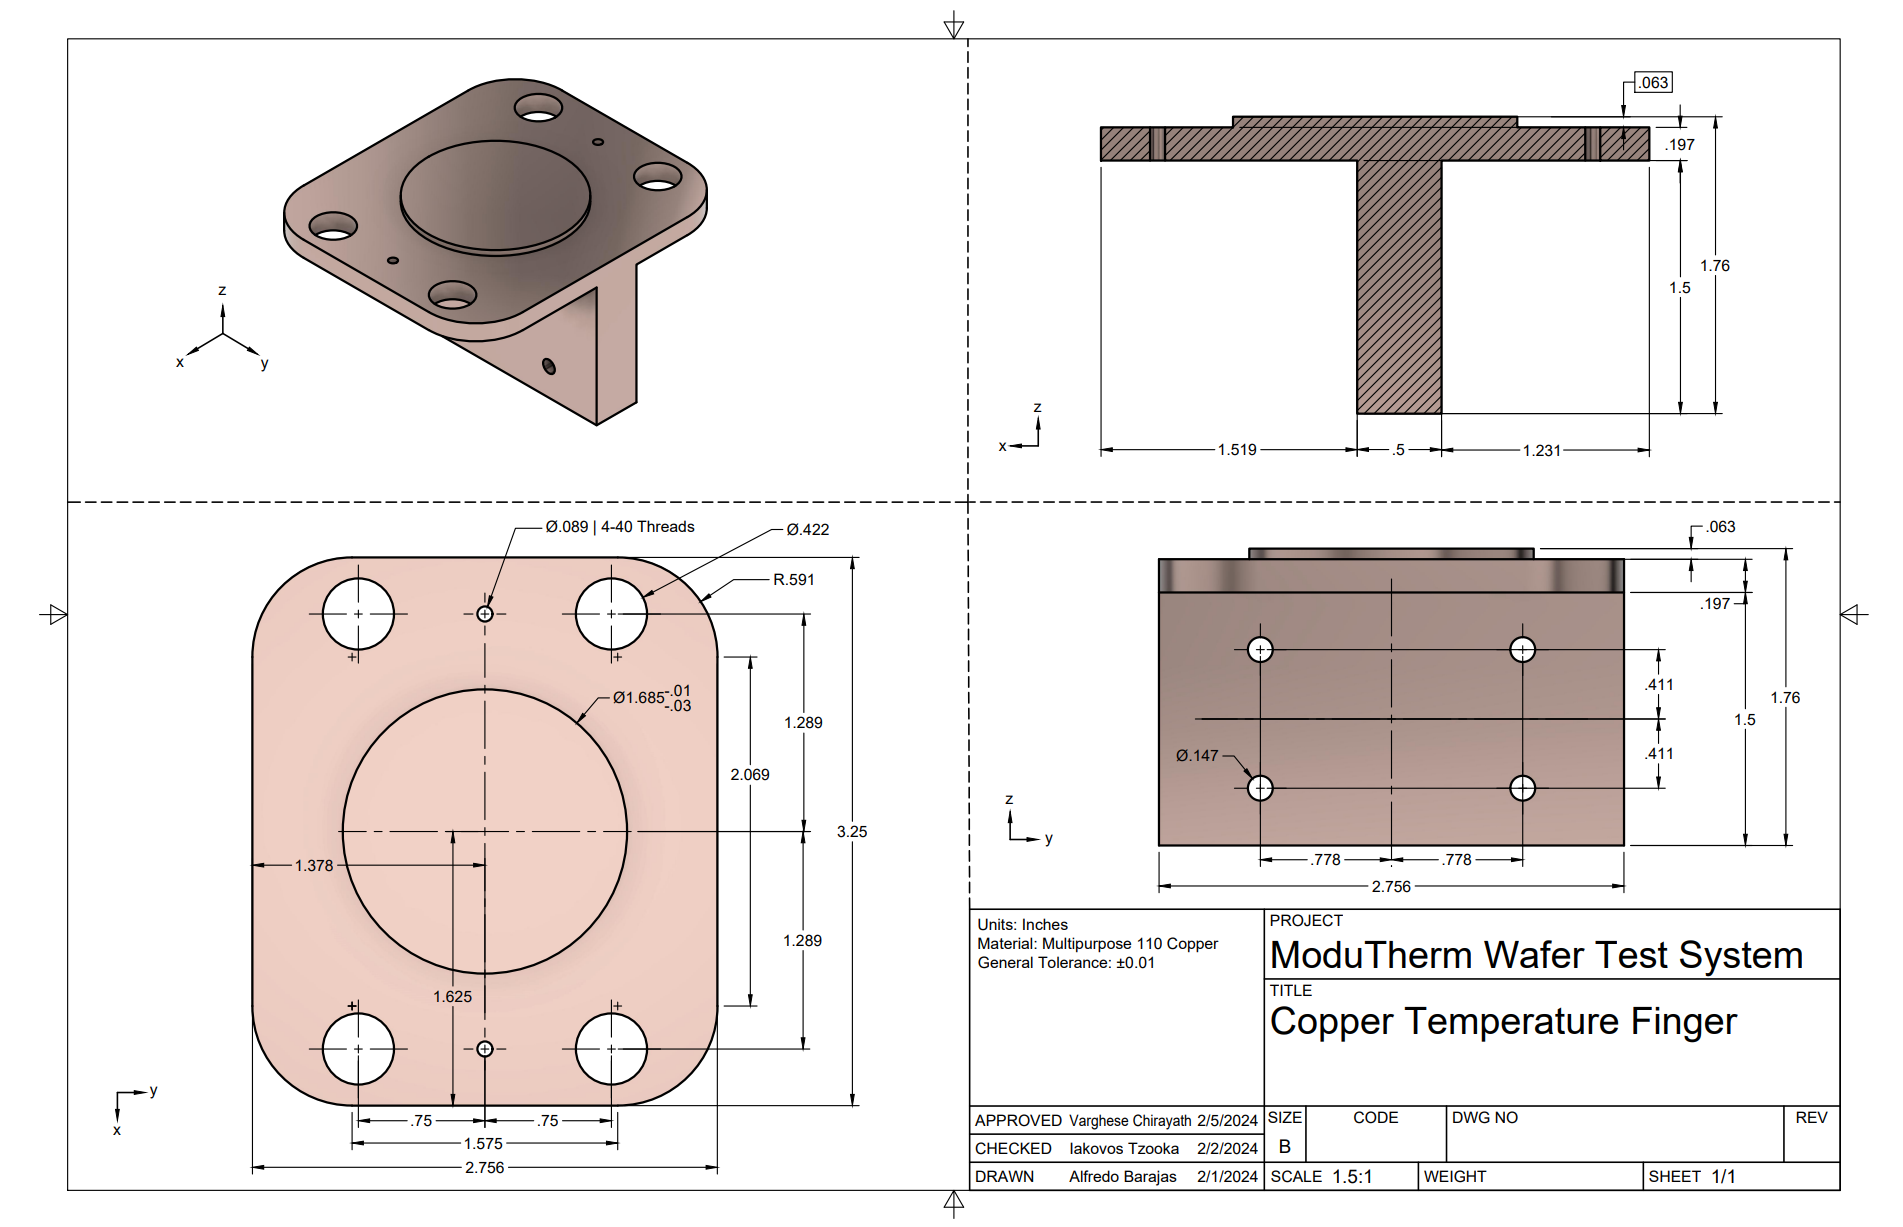 z
x
y
.063
.197
1.76
1.5
z
x
1.519
.5
1.231
Ø.089 | 4-40 Threads
Ø.422
R.591
Ø1.685 -.01
-.03
1.289
2.069
3.25
1.378
1.289
1.625
y
x
.75
.75
1.575
2.756
.063
.197
.411
1.76
1.5
.411
Ø.147
z
y
.778
.778
2.756
Units: Inches
Material: Multipurpose 110 Copper
General Tolerance: ±0.01
PROJECT
ModuTherm Wafer Test System
TITLE
Copper Temperature Finger
APPROVED Varghese Chirayath 2/5/2024
CHECKED Iakovos Tzooka 2/2/2024
DRAWN Alfredo Barajas 2/1/2024
SIZE
B
CODE
DWG NO
REV
SCALE 1.5:1
WEIGHT
SHEET 1/1